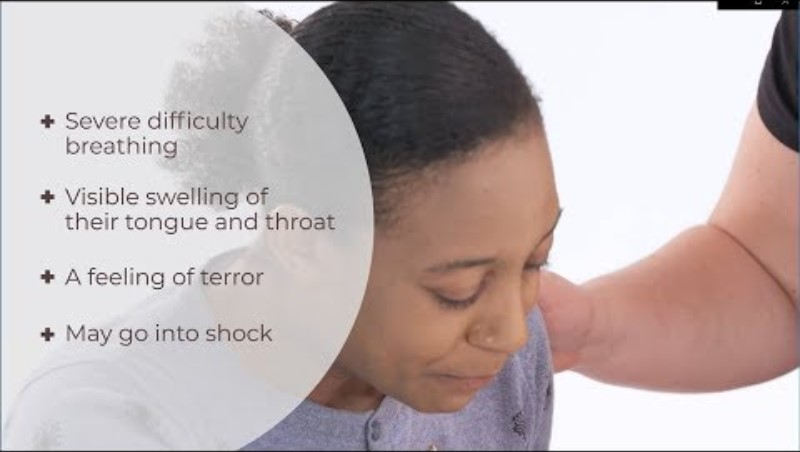 Severe difficulty
breathing
Visible swelling of
their tongue and throat
A feeling of terror
May go into shock